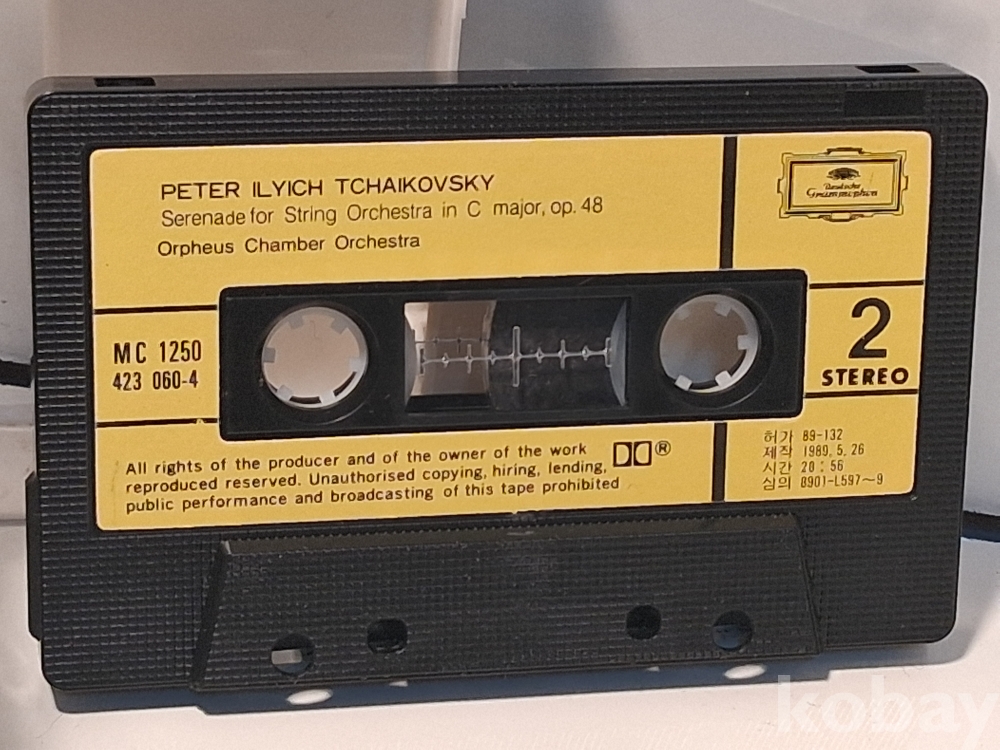 PETER ILYICH TCHAIKOVSKY
Serenade for String Orchestra in C major, op. 48
Orpheus Chamber Orchestra
Deutsche
Grammophon
MC 1250
423 060-4
2
STEREO
All rights of the producer and of the owner of the work
reproduced reserved. Unauthorised copying, hiring, lending,
public performance and broadcasting of this tape prohibited
®
허가 89-132
제작 1989. 5. 26
시간 20 : 56
심의 8901-L597~9
kobay